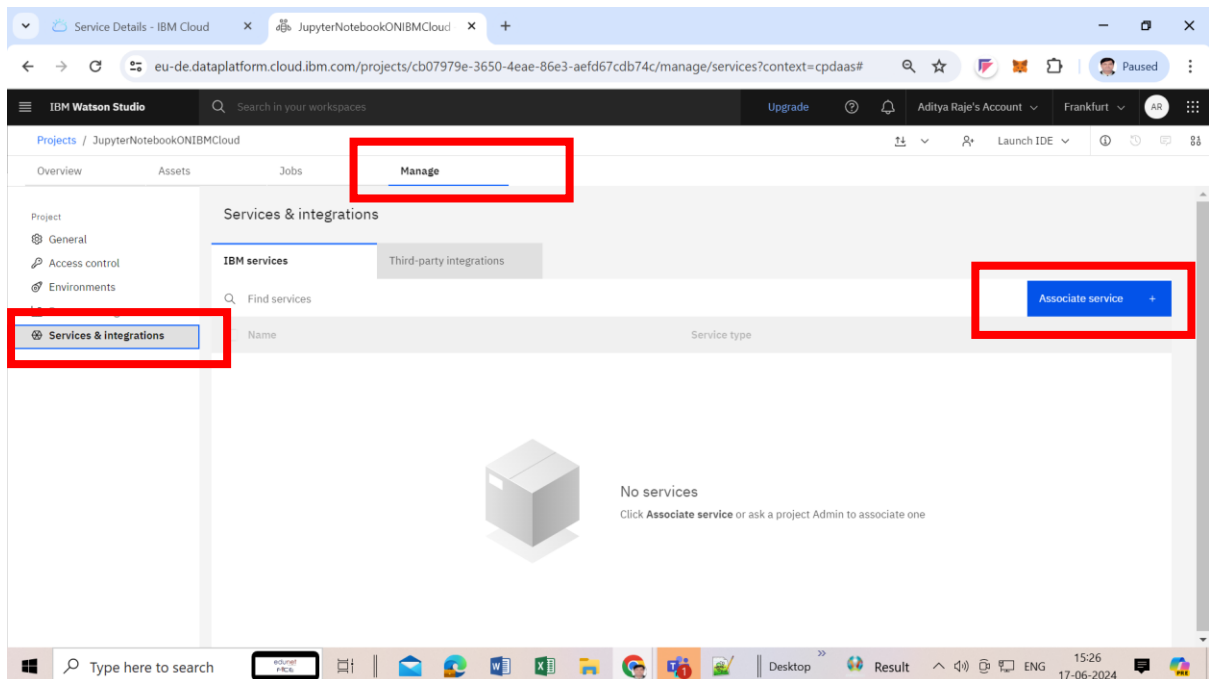 Service Details - IBM Cloud
JupyterNotebookONIBMCloud
eu-de.dataplatform.cloud.ibm.com/projects/cb07979e-3650-4eae-86e3-aefd67cdb74c/manage/services?context=cpdaas#
Paused
IBM Watson Studio
Search in your workspaces
Upgrade
Aditya Raje's Account
Frankfurt
AR
Projects / JupyterNotebookONIBMCloud
Launch IDE
Overview Assets Jobs Manage
Project
General
Access control
Environments
Services & integrations
Services & integrations
IBM services Third-party integrations
Find services
Associate service +
Name Service type
No services
Click Associate service or ask a project Admin to associate one
Type here to search
edunet
Desktop
Result
ENG
15:26
17-06-2024
PRE